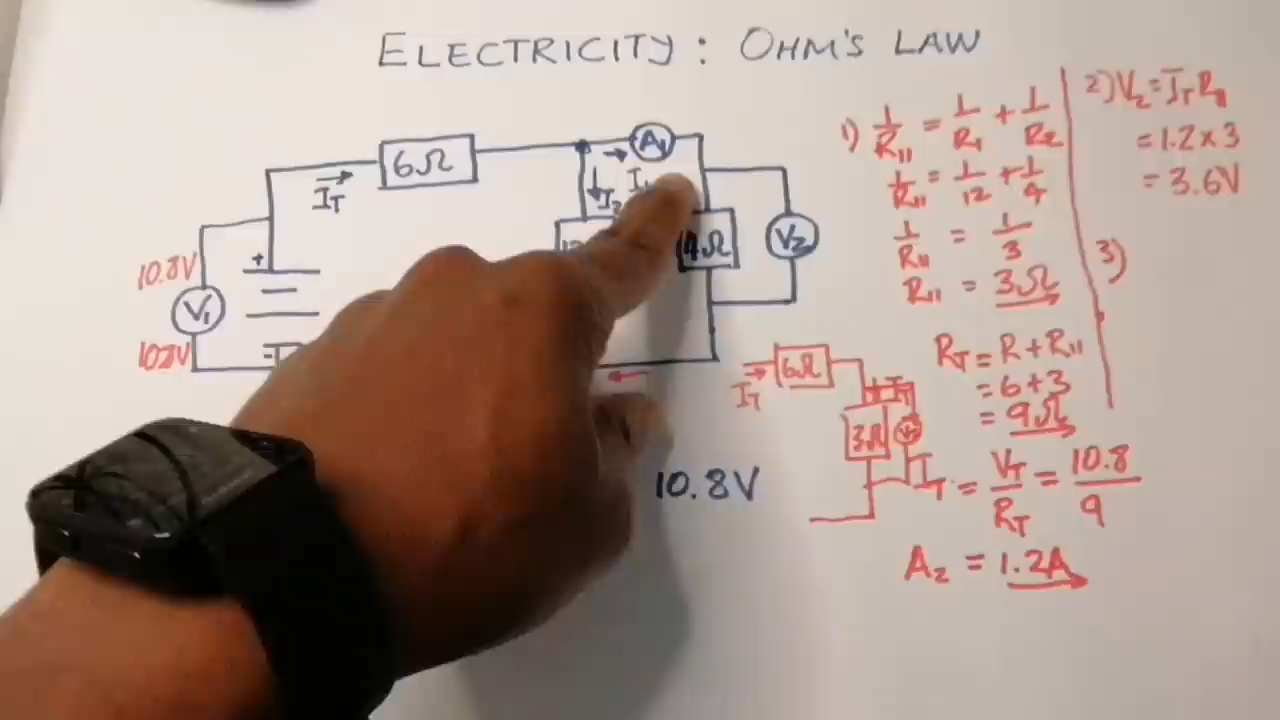 ELECTRICITY: OHM'S LAW
6Ω
A1
I1
IT
I2
4Ω
V2
10.8V
V1
10.8V
+
10.8V
1) 1/R11 = 1/R1 + 1/R2
1/R11 = 1/12 + 1/4
1/R11 = 1/3
R11 = 3Ω
RT = R + R11
= 6+3
= 9Ω
IT
6Ω
3Ω
= VT/RT = 10.8/9
A2 = 1.2A
2) V2 = IT R11
= 1.2 x 3
= 3.6V
3)